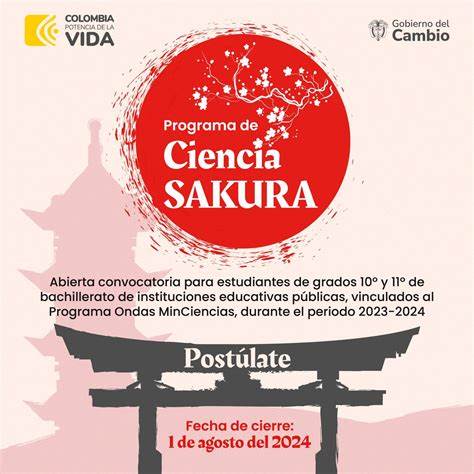 COLOMBIA
POTENCIA DE LA
VIDA
Gobierno del
Cambio
Programa de
Ciencia
SAKURA
Abierta convocatoria para estudiantes de grados 10° y 11° de
bachillerato de instituciones educativas públicas, vinculados al
Programa Ondas MinCiencias, durante el periodo 2023-2024
Postúlate
Fecha de cierre:
1 de agosto del 2024